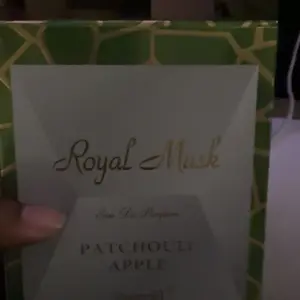 Royal Musk
Eau De Parfum
PATCHOULI
APPLE